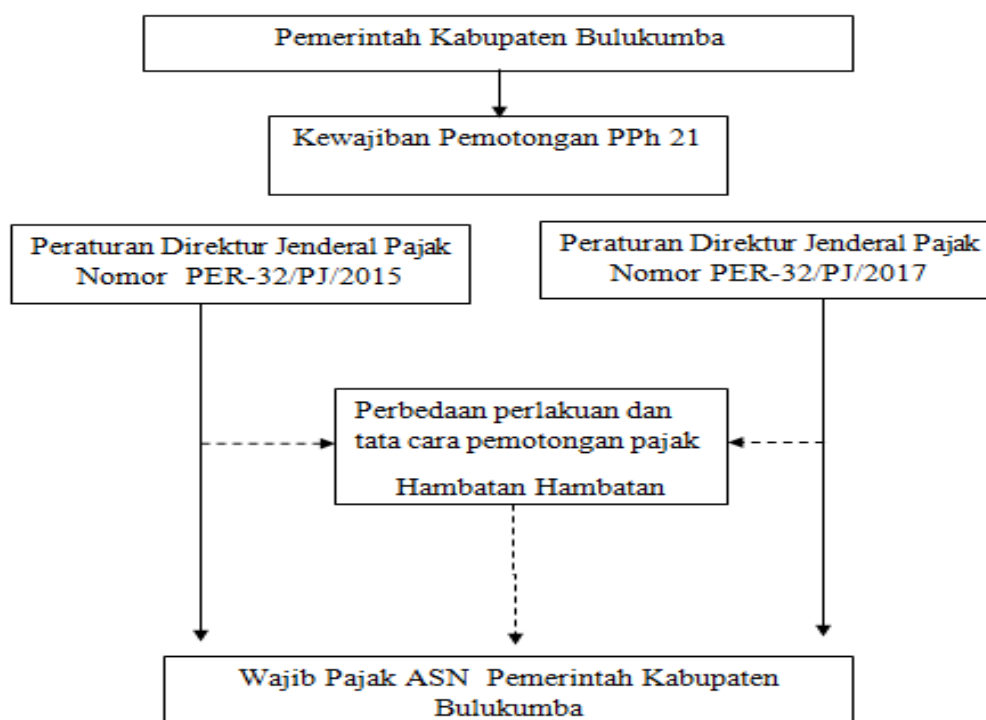 Pemerintah Kabupaten Bulukumba
Kewajiban Pemotongan PPh 21
Peraturan Direktur Jenderal Pajak
Nomor PER-32/PJ/2015
Peraturan Direktur Jenderal Pajak
Nomor PER-32/PJ/2017
Perbedaan perlakuan dan
tata cara pemotongan pajak
Hambatan Hambatan
Wajib Pajak ASN Pemerintah Kabupaten
Bulukumba